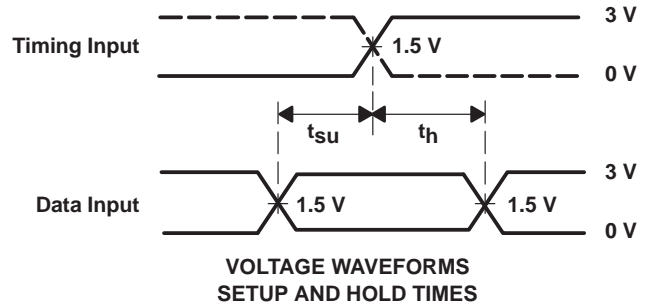 3 V
Timing Input
1.5 V
0 V
tsu
th
3 V
Data Input
1.5 V
1.5 V
0 V
VOLTAGE WAVEFORMS
SETUP AND HOLD TIMES